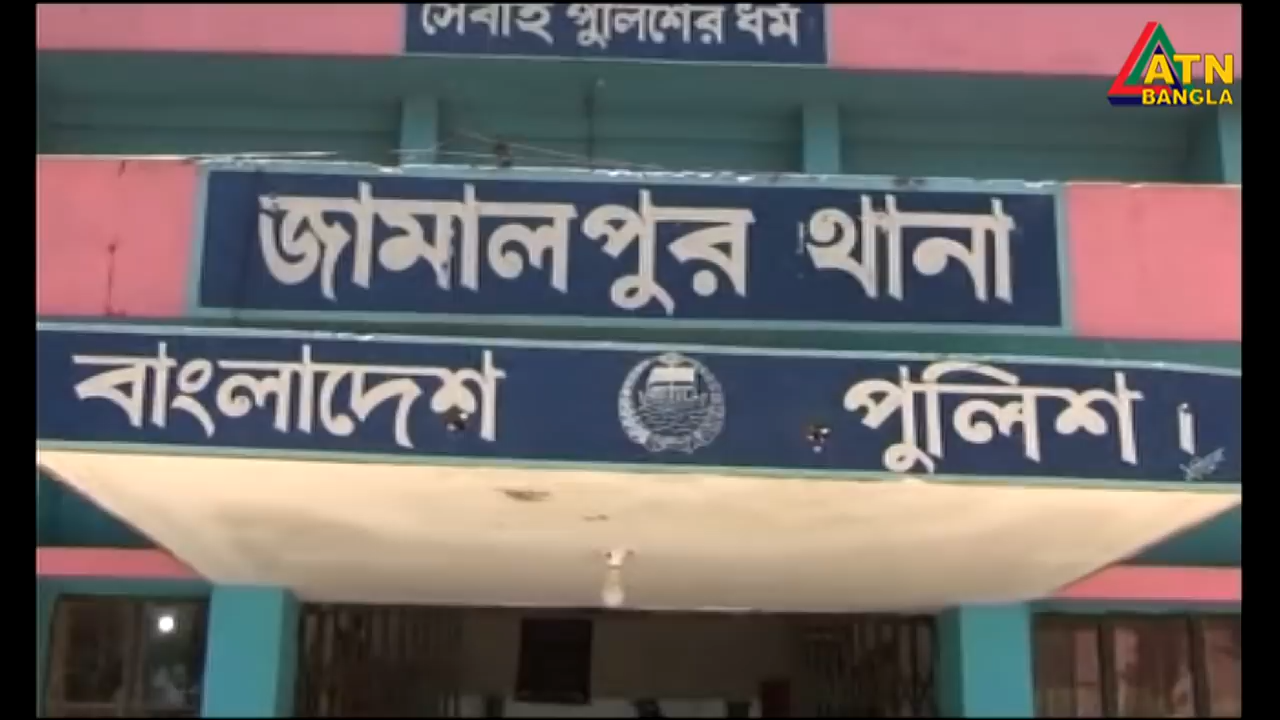 সেবাই পুলিশের ধর্ম
ATN
BANGLA
জামালপুর থানা
বাংলাদেশ পুলিশ।